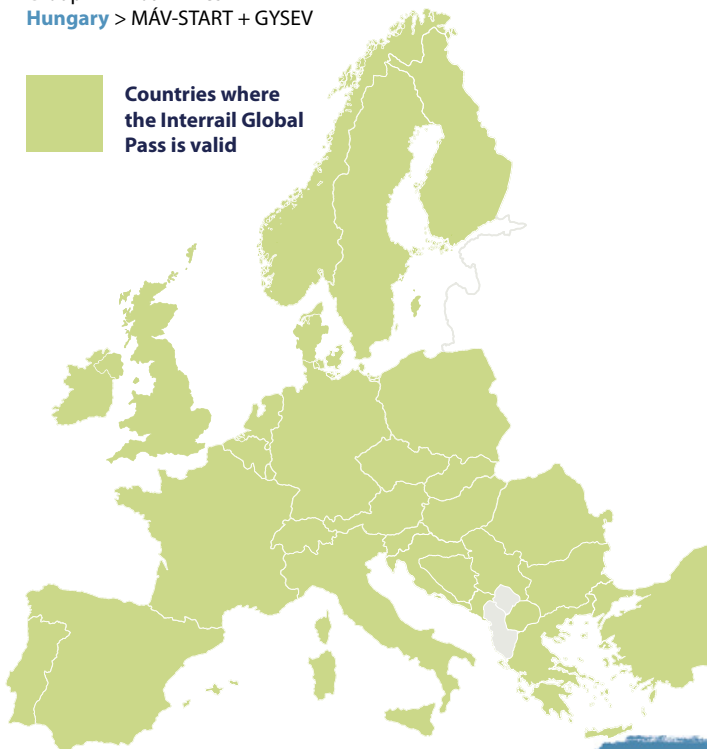 Hungary > MÁV-START + GYSEV
Countries where
the Interrail Global
Pass is valid